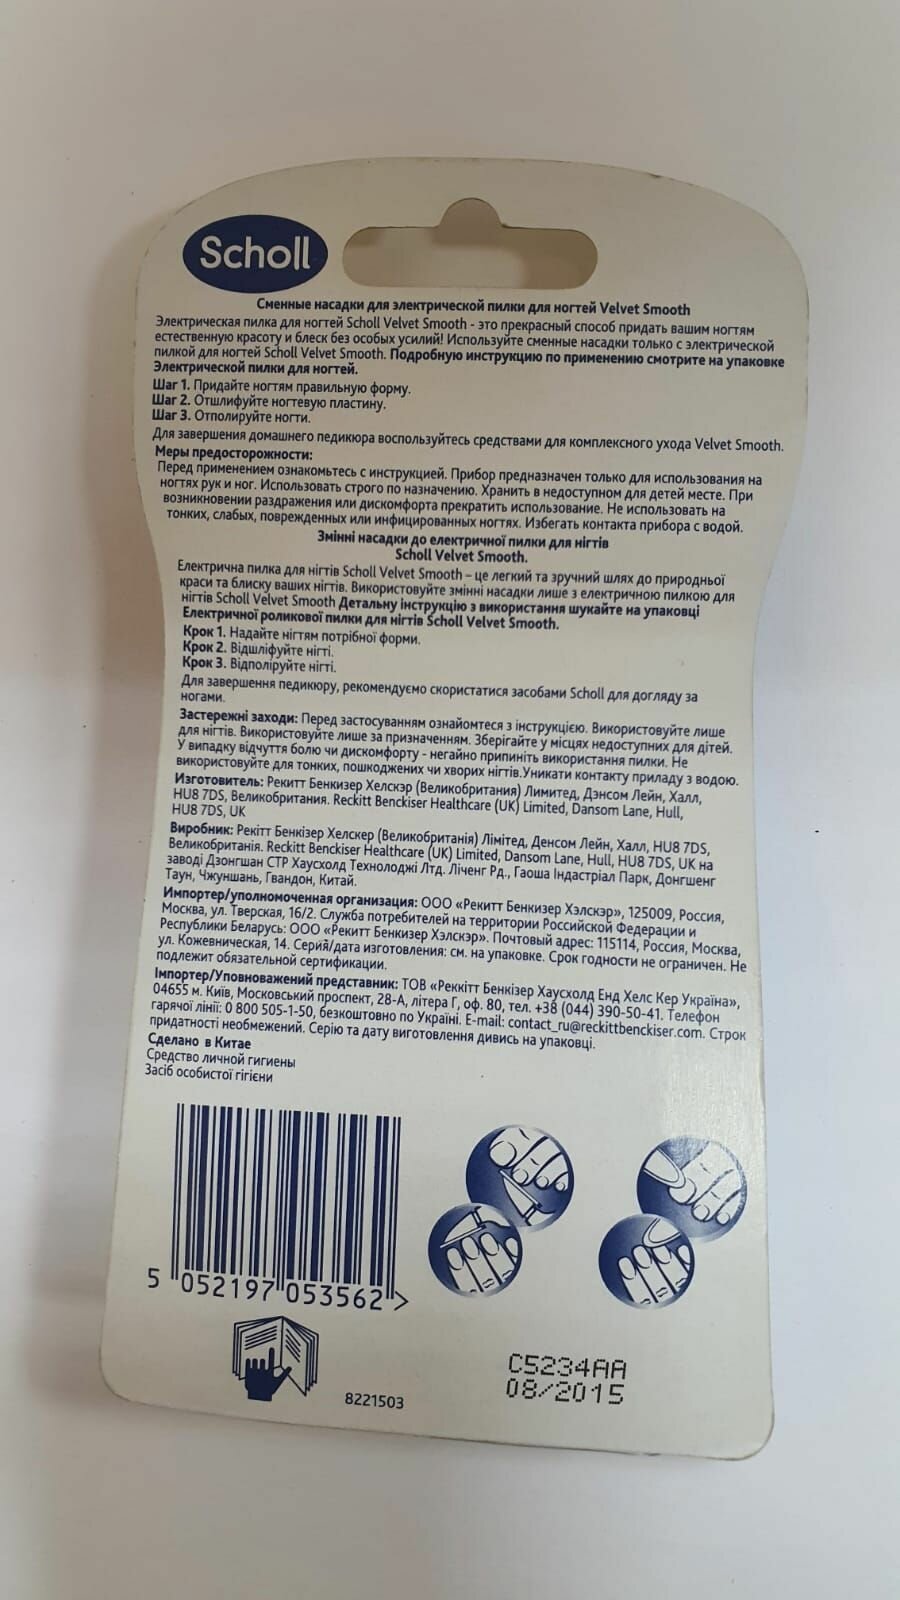 Scholl
Сменные насадки для электрической пилки для ногтей Velvet Smooth
Электрическая пилка для ногтей Scholl Velvet Smooth - это прекрасный способ придать вашим ногтям
естественную красоту и блеск без особых усилий! Используйте сменные насадки только с электрической
пилкой для ногтей Scholl Velvet Smooth. Подробную инструкцию по применению смотрите на упаковке
Электрической пилки для ногтей.
Шаг 1. Придайте ногтям правильную форму.
Шаг 2. Отшлифуйте ногтевую пластину.
Шаг 3. Отполируйте ногти.
Для завершения домашнего педикюра воспользуйтесь средствами для комплексного ухода Velvet Smooth.
Меры предосторожности:
Перед применением ознакомьтесь с инструкцией. Прибор предназначен только для использования на
ногтях рук и ног. Использовать строго по назначению. Хранить в недоступном для детей месте. При
возникновении раздражения или дискомфорта прекратить использование. Не использовать на
тонких, слабых, поврежденных или инфицированных ногтях. Избегать контакта прибора с водой.
Змінні насадки до електричної пилки для нігтів
Scholl Velvet Smooth.
Електрична пилка для нігтів Scholl Velvet Smooth – це легкий та зручний шлях до природньої
краси та блиску ваших нігтів. Використовуйте змінні насадки лише з електричною пилкою для
нігтів Scholl Velvet Smooth Детальну інструкцію з використання шукайте на упаковці
Електричної роликової пилки для нігтів Scholl Velvet Smooth.
Крок 1. Надайте нігтям потрібної форми.
Крок 2. Відшліфуйте нігті.
Крок 3. Відполіруйте нігті.
Для завершення педикюру, рекомендуємо скористатися засобами Scholl для догляду за
ногами.
Застережні заходи: Перед застосуванням ознайомтеся з інструкцією. Використовуйте лише
для нігтів. Використовуйте лише за призначенням. Зберігайте у місцях недоступних для дітей.
У випадку відчуття болю чи дискомфорту - негайно припиніть використання пилки. Не
використовуйте для тонких, пошкоджених чи хворих нігтів.Уникати контакту приладу з водою.
Изготовитель: Рекитт Бенкизер Хелскэр (Великобритания) Лимитед, Дэнсом Лейн, Халл,
HU8 7DS, Великобритания. Reckitt Benckiser Healthcare (UK) Limited, Dansom Lane, Hull,
HU8 7DS, UK
Виробник: Рекітт Бенкізер Хелскер (Великобританія) Лімітед, Денсом Лейн, Халл, HU8 7DS,
Великобританія. Reckitt Benckiser Healthcare (UK) Limited, Dansom Lane, Hull, HU8 7DS, UK на
заводі Дзонгшан СТР Хаусхолд Технолоджі Лтд. Ліченг Рд., Гаоша Індастріал Парк, Донгшенг
Таун, Чжуншань, Гвандон, Китай.
Импортер/уполномоченная организация: ООО «Рекитт Бенкизер Хэлскэр», 125009, Россия,
Москва, ул. Тверская, 16/2. Служба потребителей на территории Российской Федерации и
Республики Беларусь: ООО «Рекитт Бенкизер Хэлскэр». Почтовый адрес: 115114, Россия, Москва,
ул. Кожевническая, 14. Серия/дата изготовления: см. на упаковке. Срок годности не ограничен. Не
подлежит обязательной сертификации.
Імпортер/Уповноважений представник: ТОВ «Реккітт Бенкізер Хаусхолд Енд Хелс Кер Україна»,
04655 м. Київ, Московський проспект, 28-А, літера Г, оф. 80, тел. +38 (044) 390-50-41. Телефон
гарячої лінії: 0 800 505-1-50, безкоштовно по Україні. E-mail: contact_ru@reckittbenckiser.com. Строк
придатності необмежений. Серію та дату виготовлення дивись на упаковці.
Сделано в Китае
Средство личной гигиены
Засіб особистої гігієни
5 052197 053562 >
8221503
C5234AA
08/2015